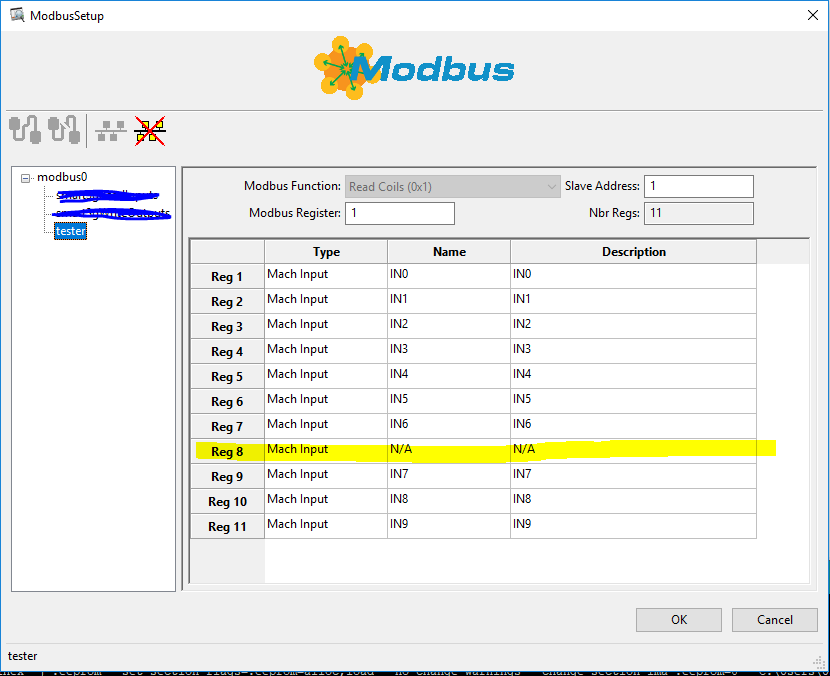 ModbusSetup
Modbus
modbus0
tester
Modbus Function: Read Coils (0x1) Slave Address: 1
Modbus Register: 1 Nbr Regs: 11
Type Name Description
Reg 1 Mach Input IN0 IN0
Reg 2 Mach Input IN1 IN1
Reg 3 Mach Input IN2 IN2
Reg 4 Mach Input IN3 IN3
Reg 5 Mach Input IN4 IN4
Reg 6 Mach Input IN5 IN5
Reg 7 Mach Input IN6 IN6
Reg 8 Mach Input N/A N/A
Reg 9 Mach Input IN7 IN7
Reg 10 Mach Input IN8 IN8
Reg 11 Mach Input IN9 IN9
OK Cancel
tester